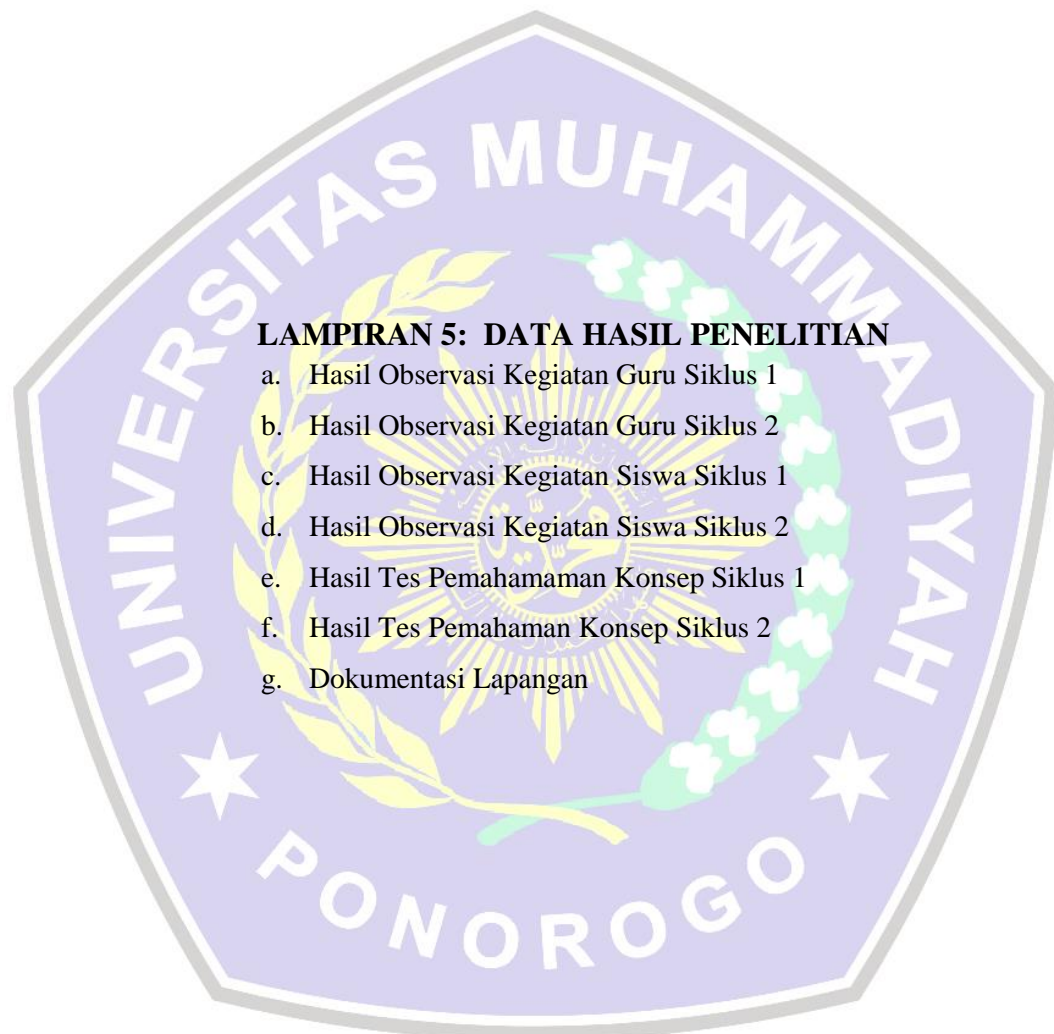 UNIVERSITAS MUHAMMADIYAH
LAMPIRAN 5: DATA HASIL PENELITIAN
a. Hasil Observasi Kegiatan Guru Siklus 1
b. Hasil Observasi Kegiatan Guru Siklus 2
c. Hasil Observasi Kegiatan Siswa Siklus 1
d. Hasil Observasi Kegiatan Siswa Siklus 2
e. Hasil Tes Pemahamaman Konsep Siklus 1
f. Hasil Tes Pemahaman Konsep Siklus 2
g. Dokumentasi Lapangan
PONOROGO